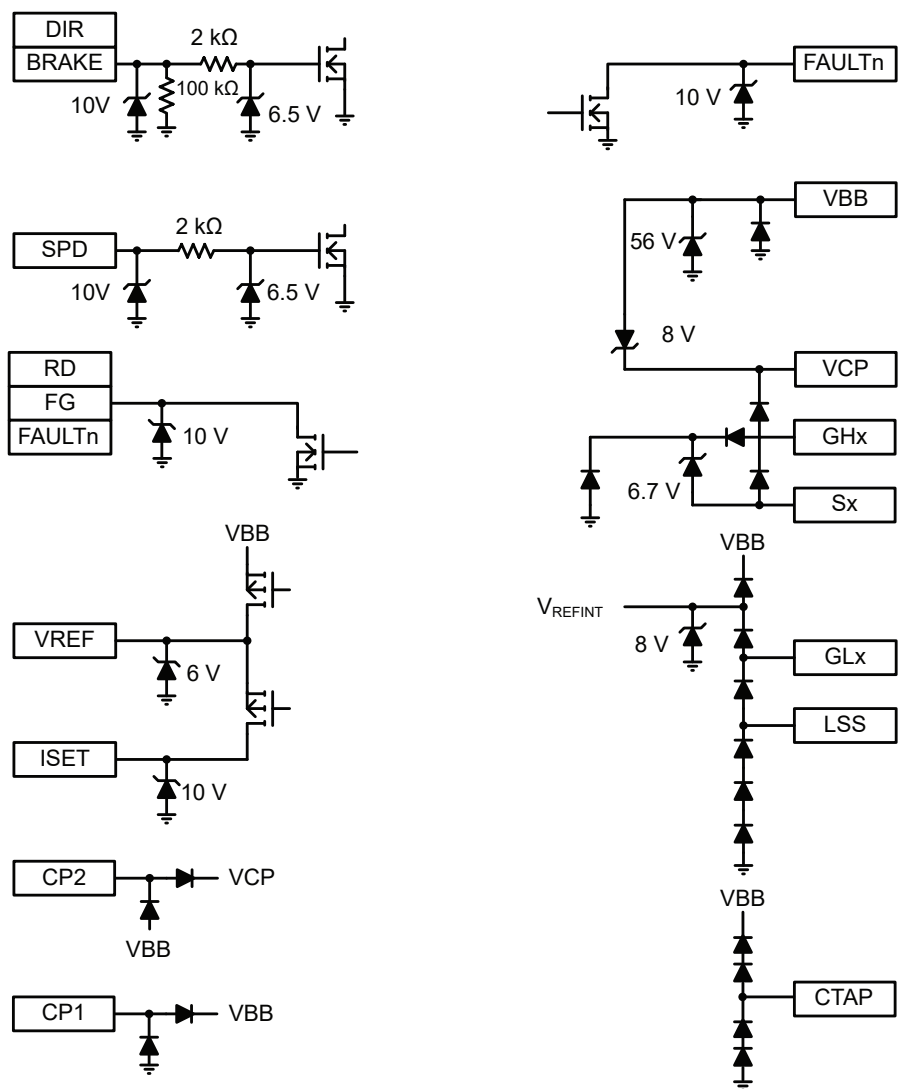 DIR
BRAKE
2 kΩ
10V
100 kΩ
6.5 V
SPD
2 kΩ
10V
6.5 V
RD
FG
FAULTn
10 V
VBB
VREF
6 V
ISET
10 V
CP2
VCP
VBB
CP1
VBB
FAULTn
10 V
VBB
56 V
8 V
VCP
GHx
6.7 V
Sx
VBB
VREFINT
8 V
GLx
LSS
VBB
CTAP